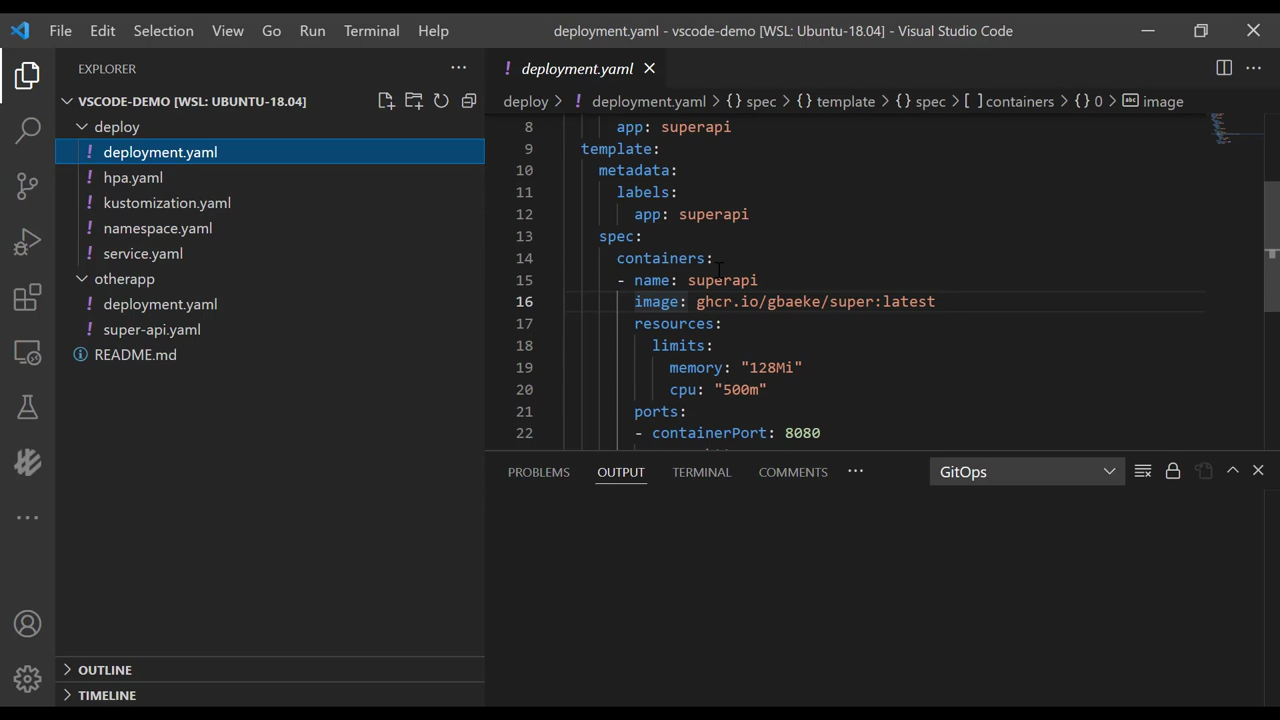 File Edit Selection View Go Run Terminal Help deployment.yaml - vscode-demo [WSL: Ubuntu-18.04] - Visual Studio Code
EXPLORER
VSCODE-DEMO [WSL: UBUNTU-18.04]
deploy
! deployment.yaml
! hpa.yaml
! kustomization.yaml
! namespace.yaml
! service.yaml
otherapp
! deployment.yaml
! super-api.yaml
README.md
OUTLINE
TIMELINE
! deployment.yaml
deploy > ! deployment.yaml > {} spec > {} template > {} spec > [ ] containers > {} 0 > abc image
8 app: superapi
9 template:
10 metadata:
11 labels:
12 app: superapi
13 spec:
14 containers:
15 - name: superapi
16 image: ghcr.io/gbaeke/super:latest
17 resources:
18 limits:
19 memory: "128Mi"
20 cpu: "500m"
21 ports:
22 - containerPort: 8080
PROBLEMS OUTPUT TERMINAL COMMENTS GitOps